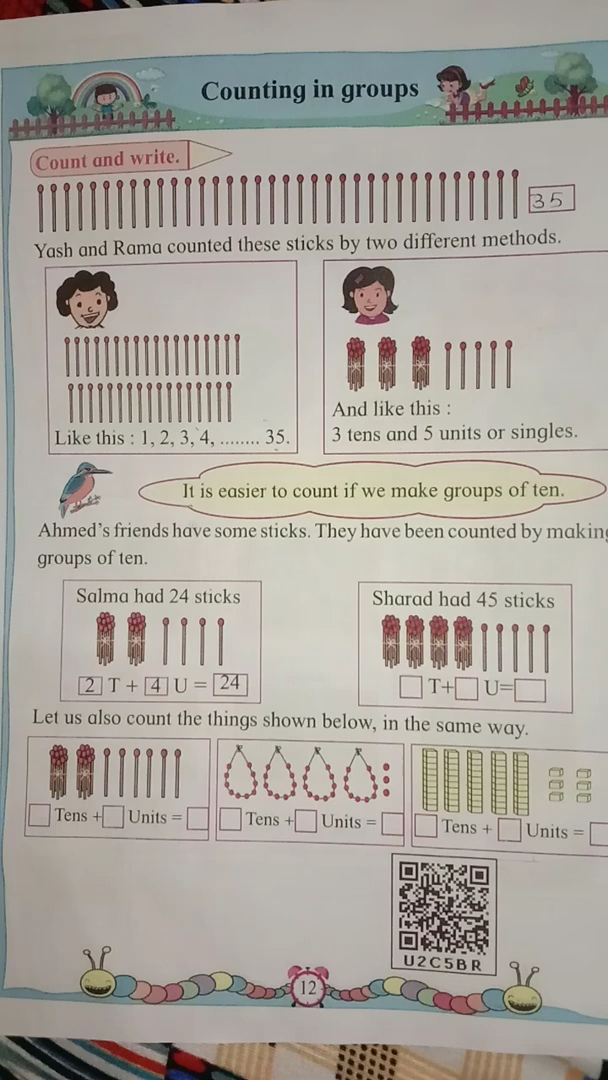 Counting in groups
Count and write.
35
Yash and Rama counted these sticks by two different methods.
Like this : 1, 2, 3, 4, ........ 35.
And like this :
3 tens and 5 units or singles.
It is easier to count if we make groups of ten.
Ahmed's friends have some sticks. They have been counted by making
groups of ten.
Salma had 24 sticks
2 T + 4 U = 24
Sharad had 45 sticks
T+ U=
Let us also count the things shown below, in the same way.
Tens + Units =
Tens + Units =
Tens + Units =
U2C5BR
12